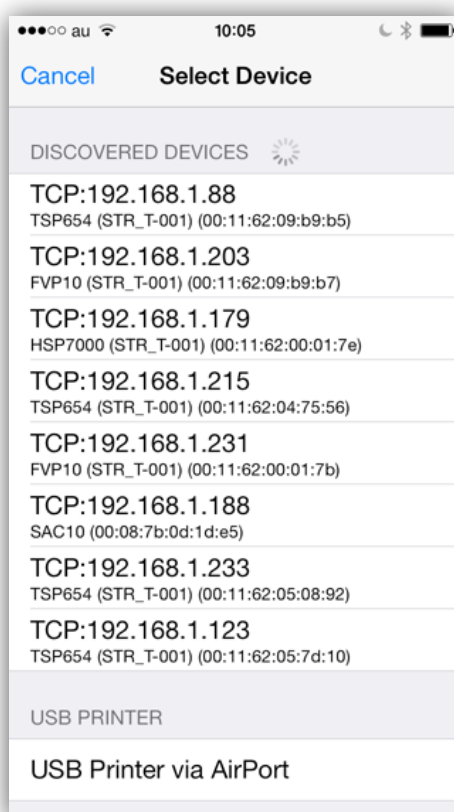 au 10:05
Cancel Select Device
DISCOVERED DEVICES
TCP:192.168.1.88
TSP654 (STR_T-001) (00:11:62:09:b9:b5)
TCP:192.168.1.203
FVP10 (STR_T-001) (00:11:62:09:b9:b7)
TCP:192.168.1.179
HSP7000 (STR_T-001) (00:11:62:00:01:7e)
TCP:192.168.1.215
TSP654 (STR_T-001) (00:11:62:04:75:56)
TCP:192.168.1.231
FVP10 (STR_T-001) (00:11:62:00:01:7b)
TCP:192.168.1.188
SAC10 (00:08:7b:0d:1d:e5)
TCP:192.168.1.233
TSP654 (STR_T-001) (00:11:62:05:08:92)
TCP:192.168.1.123
TSP654 (STR_T-001) (00:11:62:05:7d:10)
USB PRINTER
USB Printer via AirPort